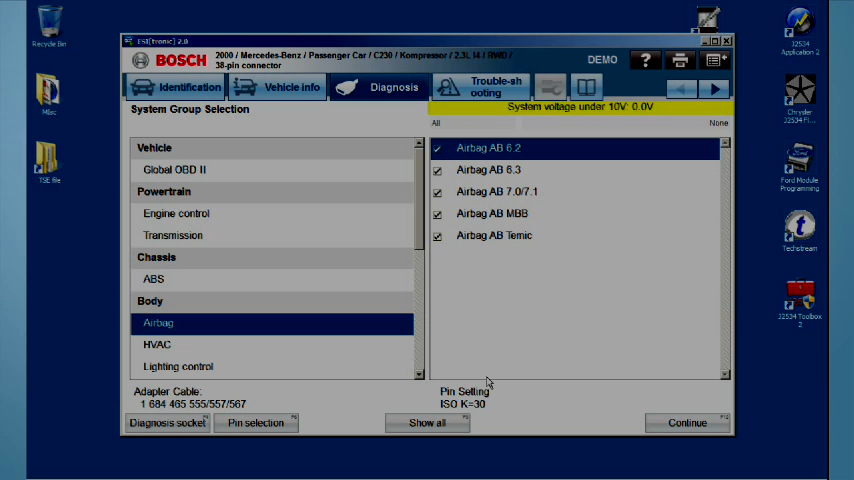 ESI[tronic] 2.0
BOSCH
2000 / Mercedes-Benz / Passenger Car / C230 / Kompressor / 2.3L I4 / RWD /
38-pin connector
DEMO
?
Identification
Vehicle info
Diagnosis
Trouble-sh
ooting
System Group Selection
System voltage under 10V: 0.0V
All
None
Vehicle
Global OBD II
Powertrain
Engine control
Transmission
Chassis
ABS
Body
Airbag
HVAC
Lighting control
Airbag AB 6.2
Airbag AB 6.3
Airbag AB 7.0/7.1
Airbag AB MBB
Airbag AB Temic
Adapter Cable:
1 684 465 555/557/567
Pin Setting
ISO K=30
Diagnosis socket
Pin selection
Show all
Continue
F12
Recycle Bin
Misc
TSE file
J2534
Application 2
Chrysler
J2534 Fl...
Ford Module
Programming
Techstream
J2534 Toolbox
2